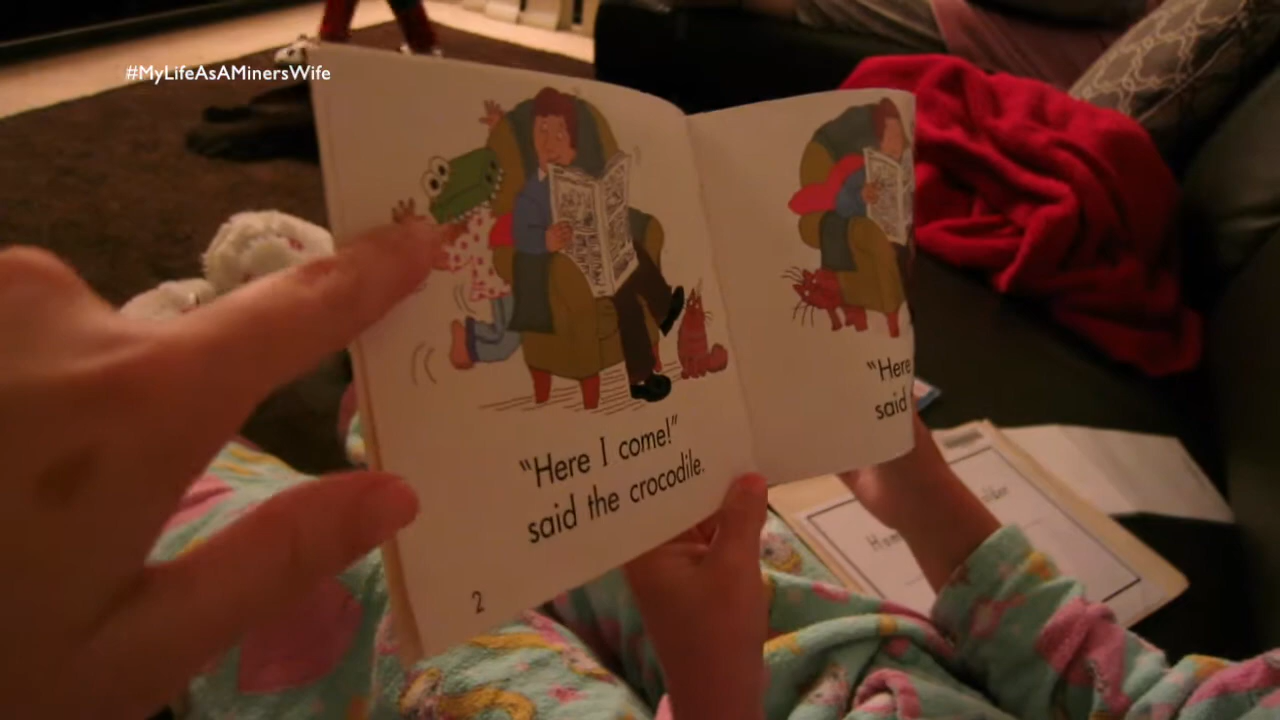 #MyLifeAsAMinersWife
"Here I come!"
said the crocodile.
2
"Here
said